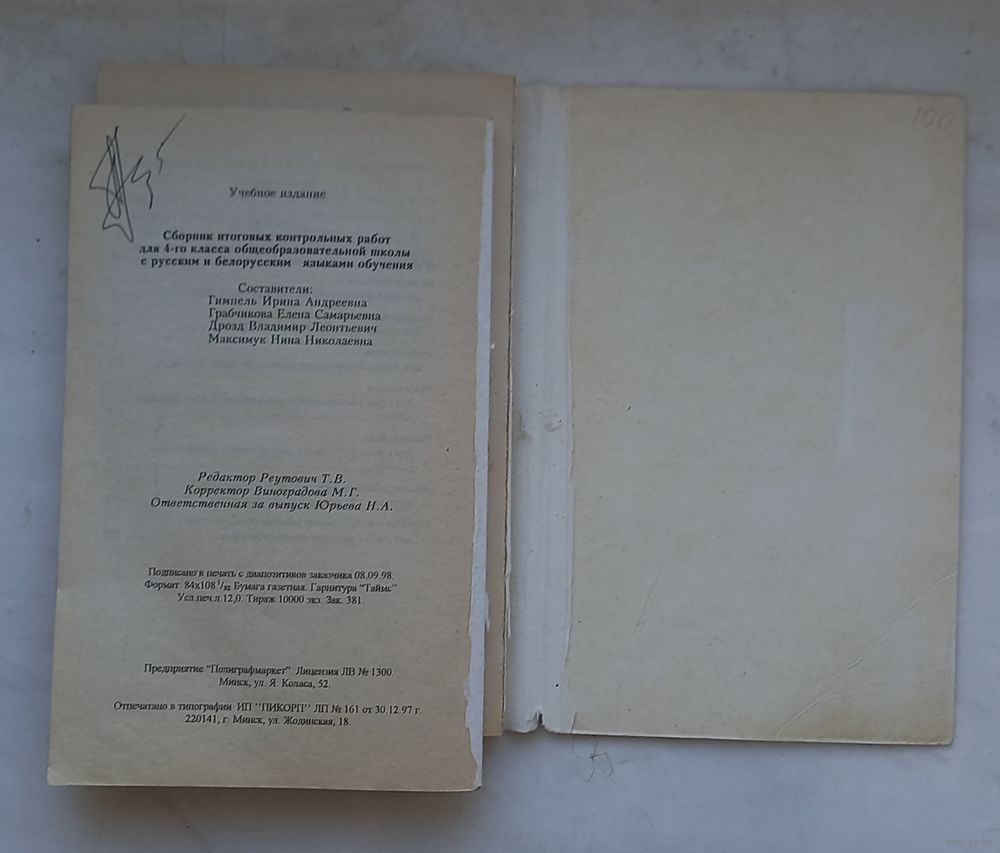 Учебное издание
Сборник итоговых контрольных работ
для 4-го класса общеобразовательной школы
с русским и белорусским языками обучения
Составители:
Гимпель Ирина Андреевна
Грабчикова Елена Самарьевна
Дрозд Владимир Леонтьевич
Максимук Нина Николаевна
Редактор Реутович Т.В.
Корректор Виноградова М.Г.
Ответственная за выпуск Юрьева Н.А.
Подписано в печать с диапозитивов заказчика 08.09.98.
Формат 84х108 1/32 Бумага газетная. Гарнитура "Таймс"
Усл.печ.л.12,0. Тираж 10000 экз. Зак. 381.
Предприятие "Полиграфмаркет". Лицензия ЛВ № 1300.
Минск, ул. Я. Коласа, 52.
Отпечатано в типографии ИП "ПИКОРП" ЛП № 161 от 30.12.97 г.
220141, г. Минск, ул. Жодинская, 18.
100